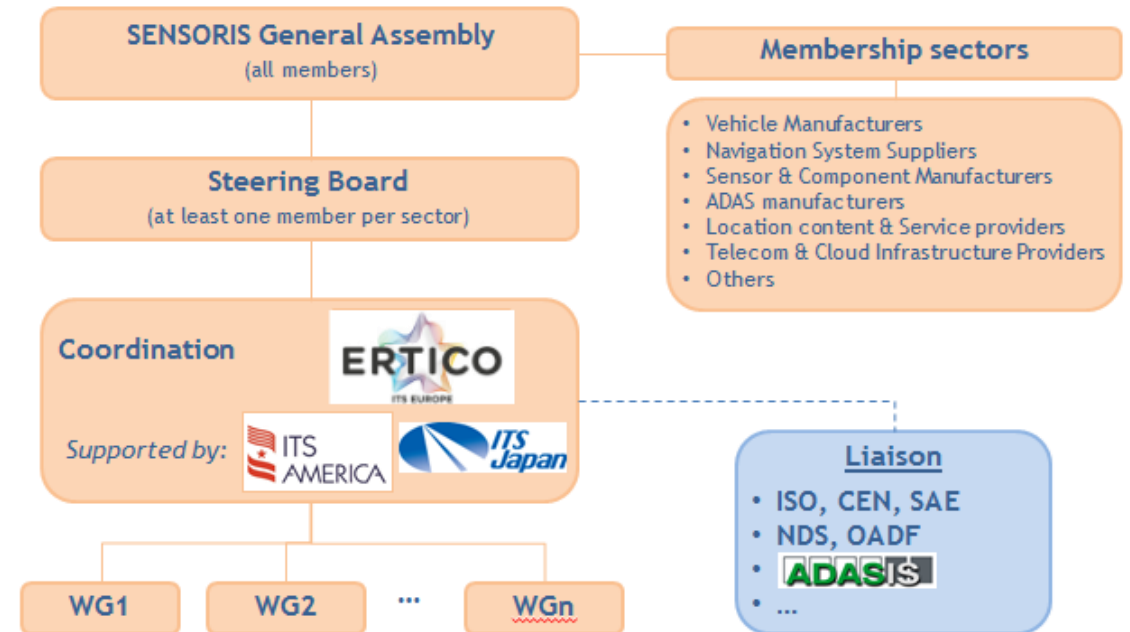 SENSORIS General Assembly
(all members)
Membership sectors
• Vehicle Manufacturers
• Navigation System Suppliers
• Sensor & Component Manufacturers
• ADAS manufacturers
• Location content & Service providers
• Telecom & Cloud Infrastructure Providers
• Others
Steering Board
(at least one member per sector)
Coordination
ERTICO
ITS EUROPE
Supported by:
ITS
AMERICA
ITS
Japan
Liaison
• ISO, CEN, SAE
• NDS, OADF
• ADASIS
• ...
WG1
WG2
...
WGn